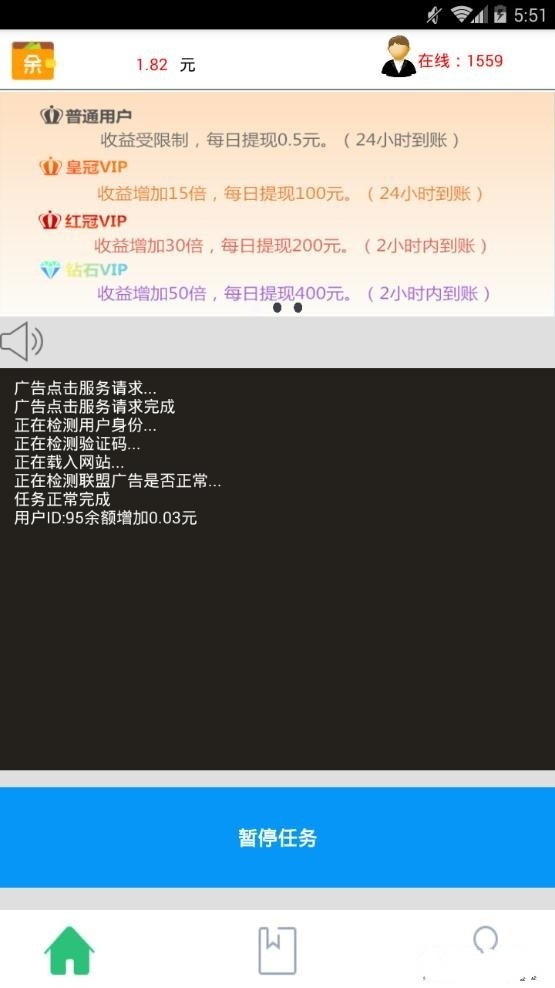 5:51
余
1.82 元
在线：1559
普通用户
收益受限制，每日提现0.5元。（24小时到账）
皇冠VIP
收益增加15倍，每日提现100元。（24小时到账）
红冠VIP
收益增加30倍，每日提现200元。（2小时内到账）
钻石VIP
收益增加50倍，每日提现400元。（2小时内到账）
广告点击服务请求...
广告点击服务请求完成
正在检测用户身份...
正在检测验证码...
正在载入网站...
正在检测联盟广告是否正常...
任务正常完成
用户ID:95余额增加0.03元
暂停任务